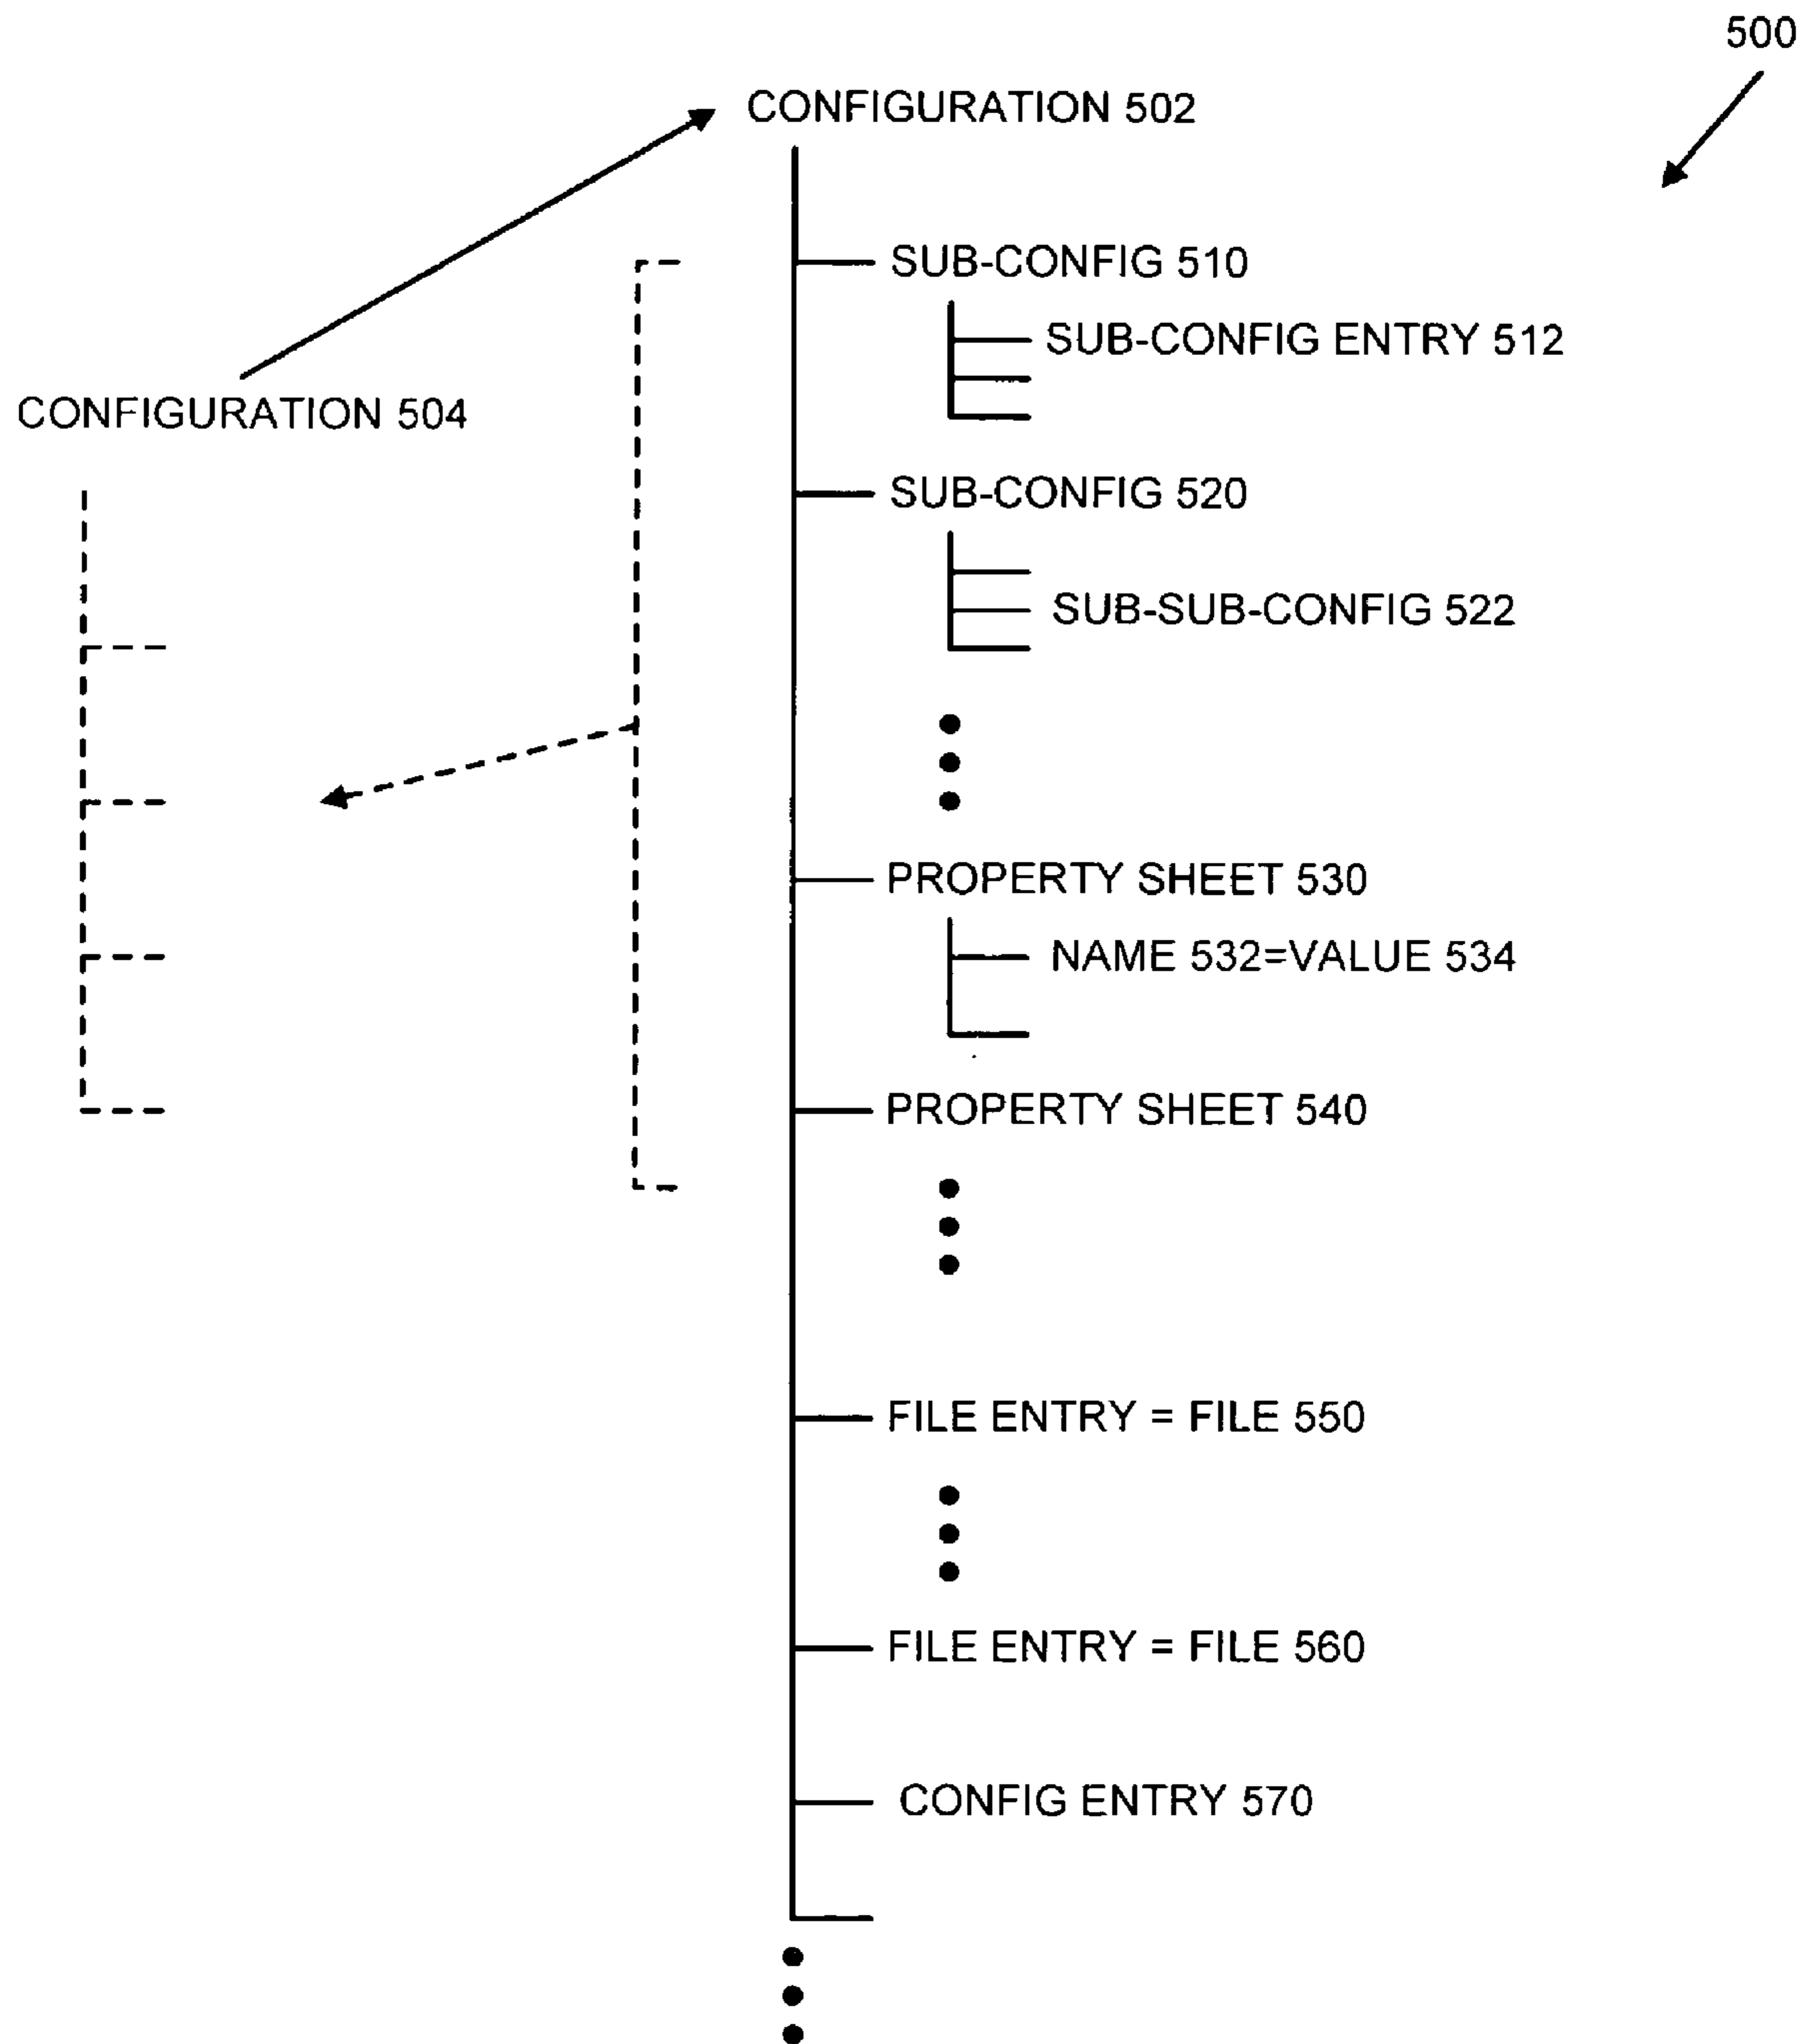 500
CONFIGURATION 502
SUB-CONFIG 510
SUB-CONFIG ENTRY 512
CONFIGURATION 504
SUB-CONFIG 520
SUB-SUB-CONFIG 522
PROPERTY SHEET 530
NAME 532=VALUE 534
PROPERTY SHEET 540
FILE ENTRY = FILE 550
FILE ENTRY = FILE 560
CONFIG ENTRY 570